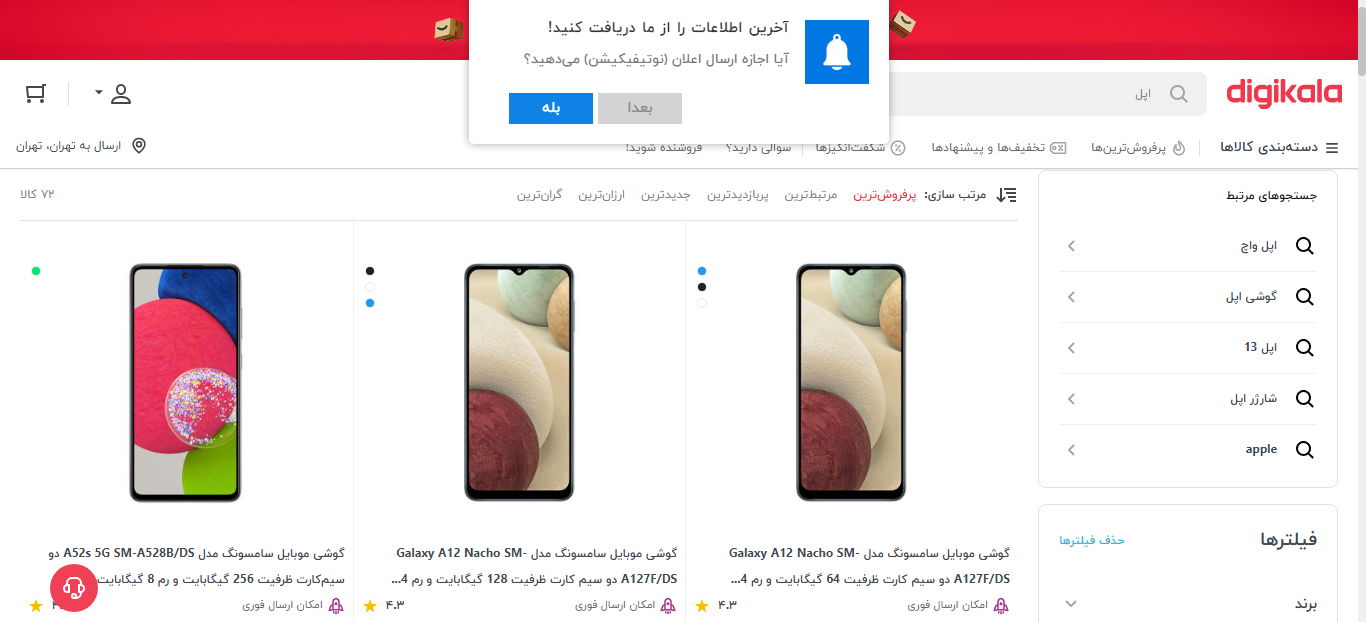 آخرین اطلاعات را از ما دریافت کنید!
آیا اجازه ارسال اعلان (نوتیفیکیشن) می‌دهید؟
بعدا
بله
digikala
اپل
دسته‌بندی کالاها
پرفروش‌ترین‌ها
تخفیف‌ها و پیشنهادها
شگفت‌انگیزها
سوالی دارید؟
فروشنده شوید!
ارسال به تهران، تهران
جستجوهای مرتبط
اپل واچ
گوشی اپل
اپل 13
شارژر اپل
apple
فیلترها
حذف فیلترها
برند
مرتب سازی: پرفروش‌ترین مرتبط‌ترین پربازدیدترین جدیدترین ارزان‌ترین گران‌ترین
۷۲ کالا
گوشی موبایل سامسونگ مدل Galaxy A12 Nacho SM-
A127F/DS دو سیم کارت ظرفیت 64 گیگابایت و رم 4...
امکان ارسال فوری
۴.۳
گوشی موبایل سامسونگ مدل Galaxy A12 Nacho SM-
A127F/DS دو سیم کارت ظرفیت 128 گیگابایت و رم 4...
امکان ارسال فوری
۴.۳
گوشی موبایل سامسونگ مدل A52s 5G SM-A528B/DS دو
سیم‌کارت ظرفیت 256 گیگابایت و رم 8 گیگابایت
امکان ارسال فوری